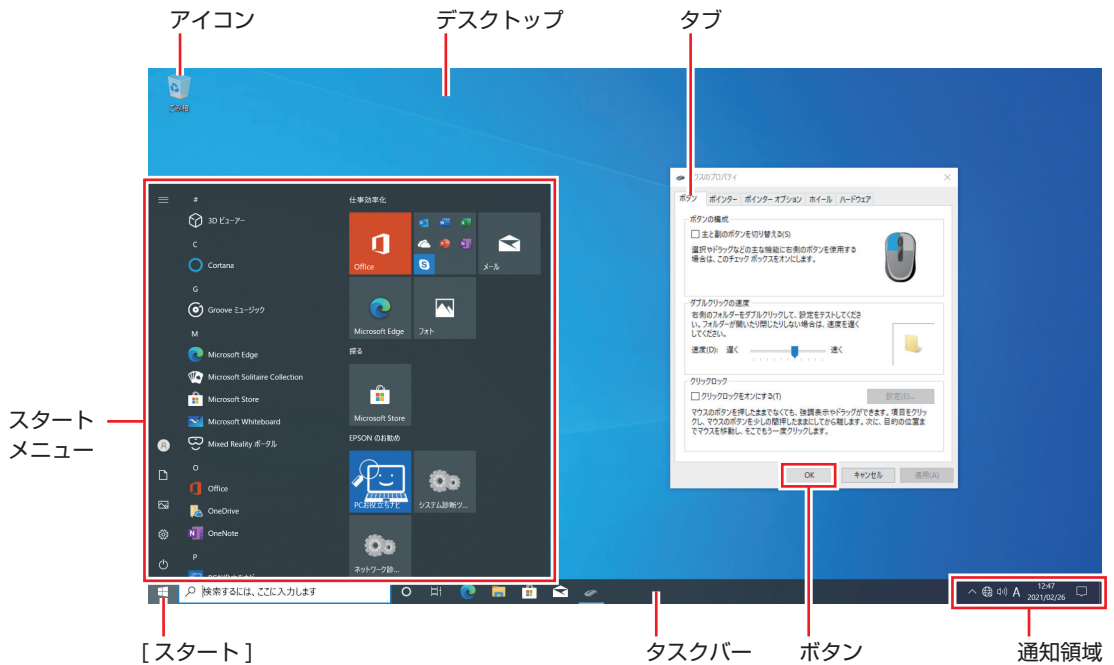 アイコン
デスクトップ
タブ
ごみ箱
#
3D ビューアー
C
Cortana
G
Groove ミュージック
M
Microsoft Edge
Microsoft Solitaire Collection
Microsoft Store
Microsoft Whiteboard
Mixed Reality ポータル
O
Office
OneDrive
OneNote
P
仕事効率化
Office
メール
Microsoft Edge
フォト
探る
Microsoft Store
EPSON のお勧め
PCお役立ちナビ
システム診断ツ...
ネットワーク診...
スタート
メニュー
マウスのプロパティ
ボタン
ポインター
ポインター オプション
ホイール
ハードウェア
ボタンの構成
主と副のボタンを切り替える(S)
選択やドラッグなどの主な機能に右側のボタンを使用する
場合は、このチェック ボックスをオンにします。
ダブルクリックの速度
右側のフォルダーをダブルクリックして、設定をテストしてくださ
い。フォルダーが開いたり閉じたりしない場合は、速度を遅く
してください。
速度(D): 遅く 速く
クリックロック
クリックロックをオンにする(T)
設定(E)...
マウスのボタンを押したままでなくても、強調表示やドラッグができます。項目をクリッ
クし、マウスのボタンを少しの間押したままにしてから離します。次に、目的の位置ま
でマウスを移動し、そこでもう一度クリックします。
OK
キャンセル
適用(A)
検索するには、ここに入力します
A
12:47
2021/02/26
[ スタート ]
タスクバー
ボタン
通知領域